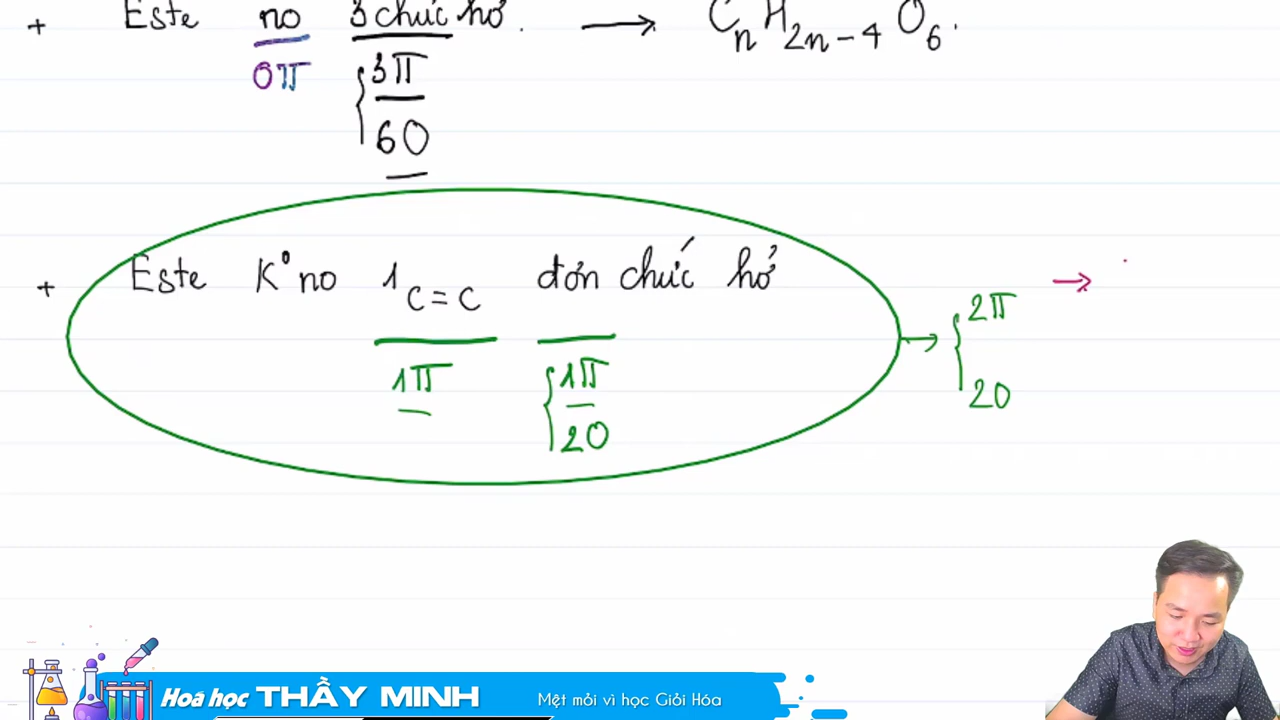 + Este no 3 chức hở. → CnH2n-4O6.
0π { 3π
6O
+ Este K° no 1 C=C đơn chức hở → { 2π →
2O
1π { 1π
2O
Hoá học THẦY MINH Mệt mỏi vì học Giỏi Hóa